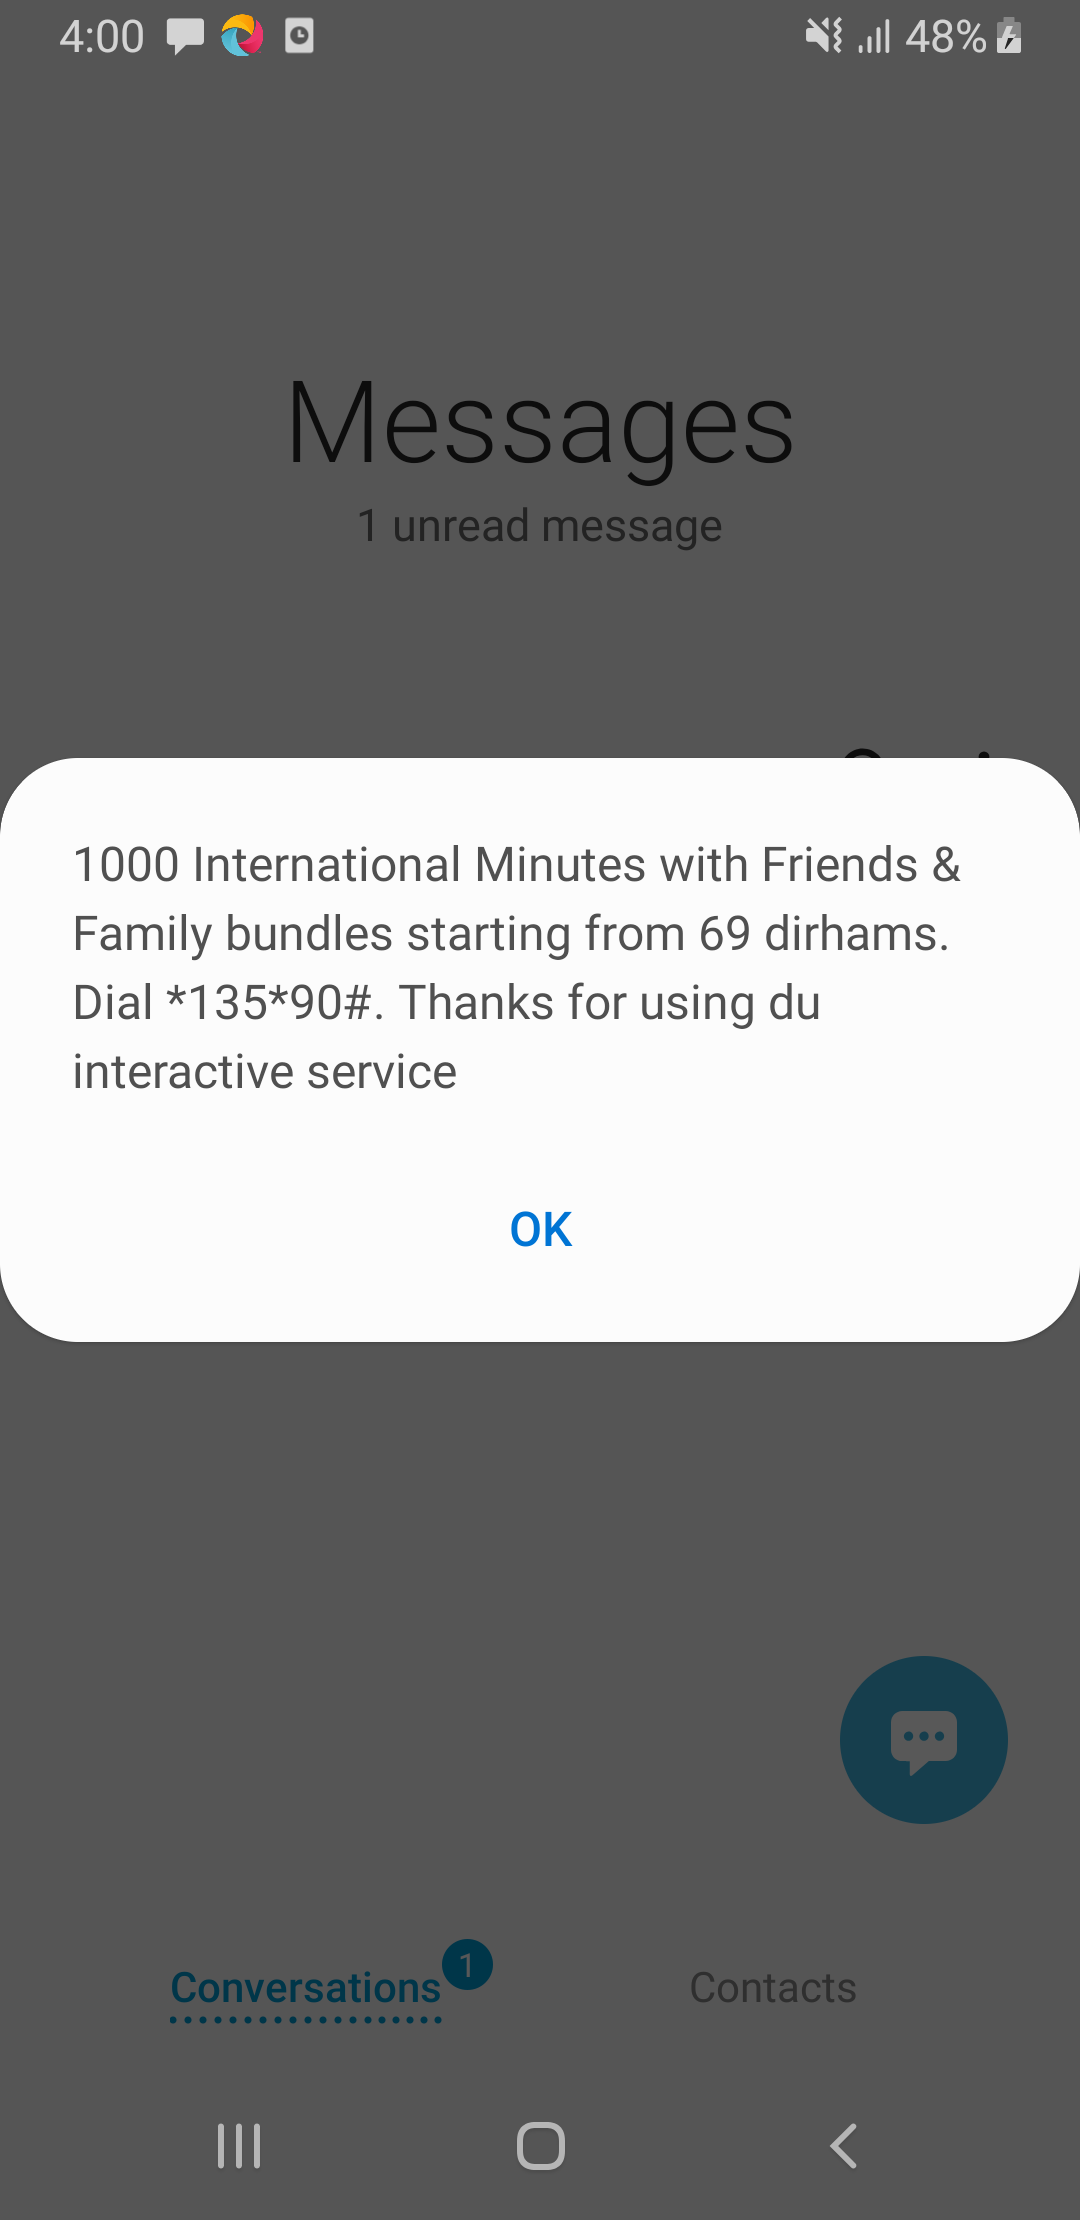 4:00
48%
Messages
1 unread message
1000 International Minutes with Friends &
Family bundles starting from 69 dirhams.
Dial *135*90#. Thanks for using du
interactive service
OK
Conversations
1
Contacts